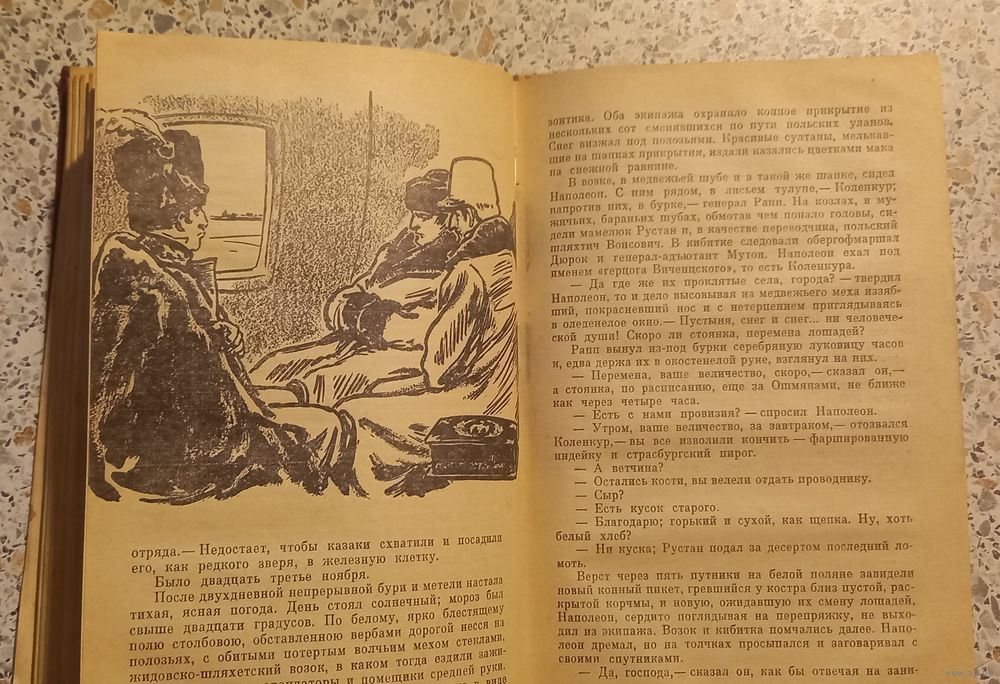 отряда.— Недостает, чтобы казаки схватили и посадили
его, как редкого зверя, в железную клетку.
Было двадцать третье ноября.
После двухдневной непрерывной бури и метели настала
тихая, ясная погода. День стоял солнечный; мороз был
свыше двадцати градусов. По белому, ярко блестящему
полю столбовою, обставленною вербами дорогой несся на
полозьях, с обитыми потертым волчьим мехом стеклами,
жидовско-шляхетский возок, в каком тогда ездили зажи-
и помещики средней руки.
в виде
зонтика. Оба экипажа охраняло конное прикрытие из
нескольких сот сменявшихся по пути польских уланов.
Снег визжал под полозьями. Красивые султаны, мелькав-
шие на шапках прикрытия, издали казались цветками мака
на снежной равнине.
В возке, в медвежьей шубе и в такой же шапке, сидел
Наполеон. С ним рядом, в лисьем тулупе,— Коленкур;
напротив них, в бурке,— генерал Рапп. На козлах, в му-
жичьих, бараньих шубах, обмотав чем попало головы, си-
дели мамелюк Рустан и, в качестве переводчика, польский
шляхтич Вонсович. В кибитке следовали обергофмаршал
Дюрок и генерал-адъютант Мутон. Наполеон ехал под
именем «герцога Виченцского», то есть Коленкура.
— Да где же их проклятые села, города? — твердил
Наполеон, то и дело высовывая из медвежьего меха иззяб-
ший, покрасневший нос и с нетерпением приглядываясь
в оледенелое окно.— Пустыня, снег и снег... ни человече-
ской души! Скоро ли стоянка, перемена лошадей?
Рапп вынул из-под бурки серебряную луковицу часов
и, едва держа их в окостенелой руке, взглянул на них.
— Перемена, ваше величество, скоро,— сказал он,—
а стоянка, по расписанию, еще за Ошмянами, не ближе
как через четыре часа.
— Есть с нами провизия? — спросил Наполеон.
— Утром, ваше величество, за завтраком,— отозвался
Коленкур,— вы все изволили кончить — фаршированную
индейку и страсбургский пирог.
— А ветчина?
— Остались кости, вы велели отдать проводнику.
— Сыр?
— Есть кусок старого.
— Благодарю; горький и сухой, как щепка. Ну, хоть
белый хлеб?
— Ни куска; Рустан подал за десертом последний ло-
моть.
Верст через пять путники на белой поляне завидели
новый конный пикет, гревшийся у костра близ пустой, рас-
крытой корчмы, и новую, ожидавшую их смену лошадей.
Наполеон, сердито поглядывая на перепряжку, не выхо-
дил из экипажа. Возок и кибитка помчались далее. Напо-
леон дремал, но на толчках просыпался и заговаривал с
своими спутниками.
— Да, господа,— сказал он, как бы отвечая на зани-